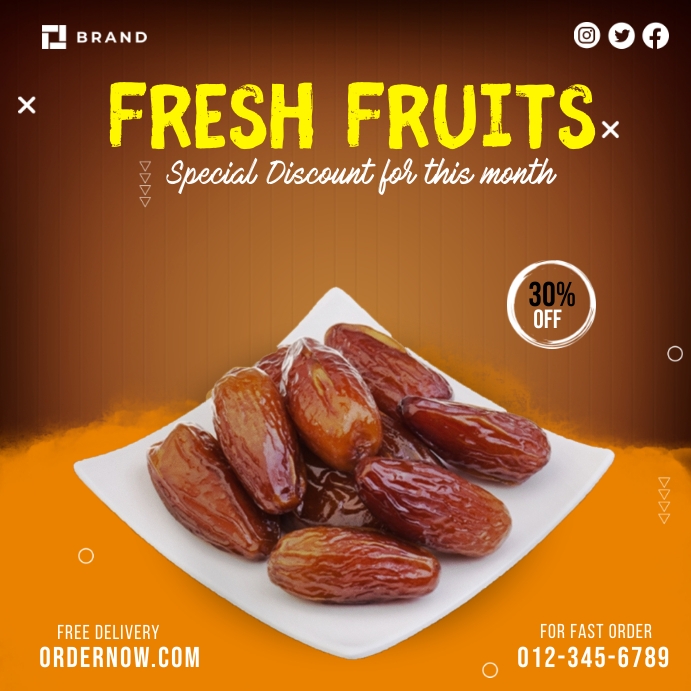 BRAND
FRESH FRUITS
Special Discount for this month
30%
OFF
FREE DELIVERY
ORDERNOW.COM
FOR FAST ORDER
012-345-6789